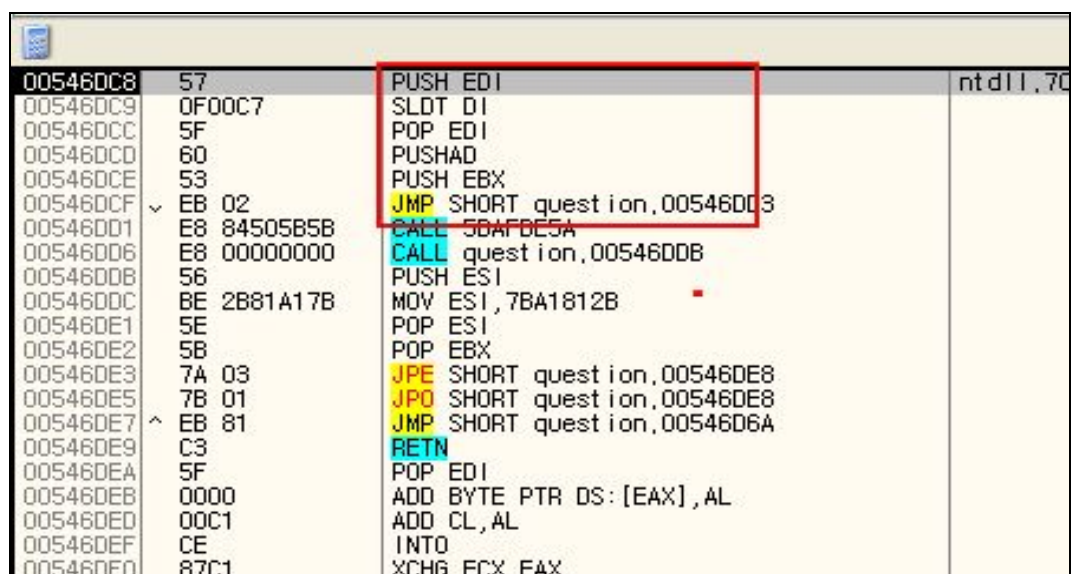 00546DC8 57 PUSH EDI ntdll.7C
00546DC9 0F00C7 SLDT DI
00546DCC 5F POP EDI
00546DCD 60 PUSHAD
00546DCE 53 PUSH EBX
00546DCF EB 02 JMP SHORT question.00546DD3
00546DD1 E8 84505B5B CALL 5BAFBE5A
00546DD6 E8 00000000 CALL question.00546DDB
00546DDB 56 PUSH ESI
00546DDC BE 2B81A17B MOV ESI,7BA1812B
00546DE1 5E POP ESI
00546DE2 5B POP EBX
00546DE3 7A 03 JPE SHORT question.00546DE8
00546DE5 7B 01 JPO SHORT question.00546DE8
00546DE7 ^ EB 81 JMP SHORT question.00546D6A
00546DE9 C3 RETN
00546DEA 5F POP EDI
00546DEB 0000 ADD BYTE PTR DS:[EAX],AL
00546DED 00C1 ADD CL,AL
00546DEF CE INTO
00546DF0 87C1 XCHG ECX,EAX